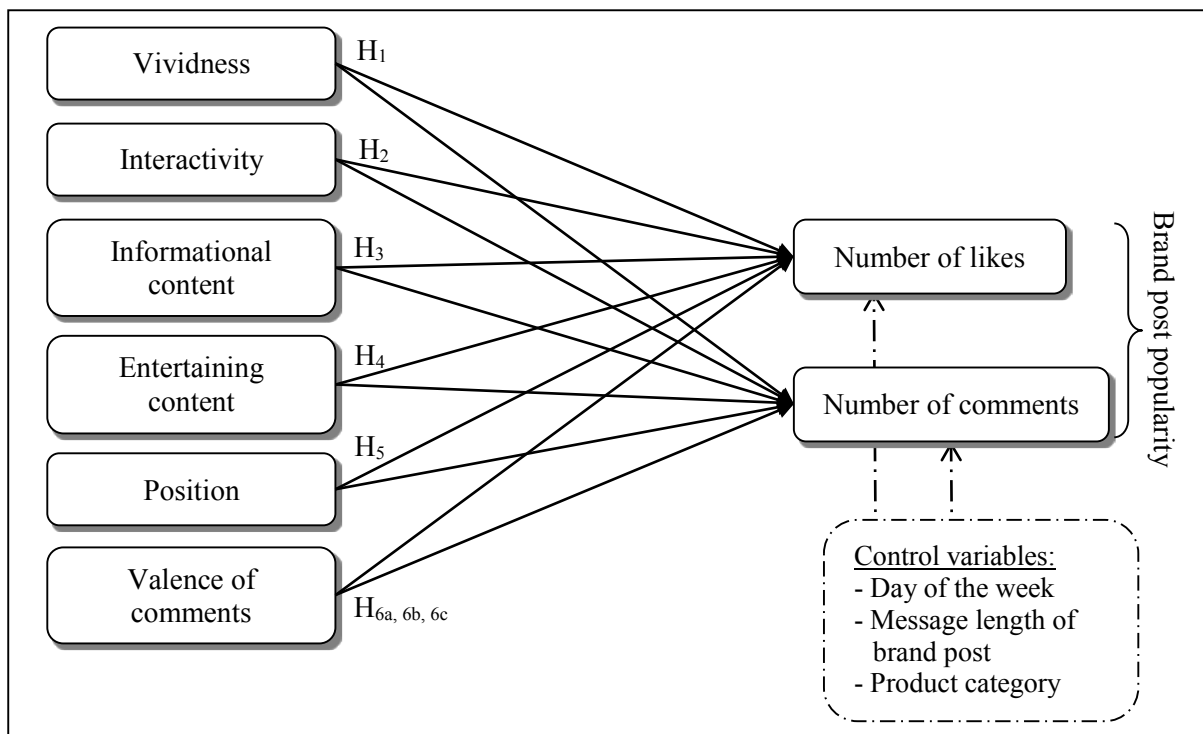 Vividness
H1
Interactivity
H2
Informational
content
H3
Entertaining
content
H4
Position
H5
Valence of
comments
H6a, 6b, 6c
Number of likes
Number of comments
Brand post popularity
Control variables:
- Day of the week
- Message length of
brand post
- Product category